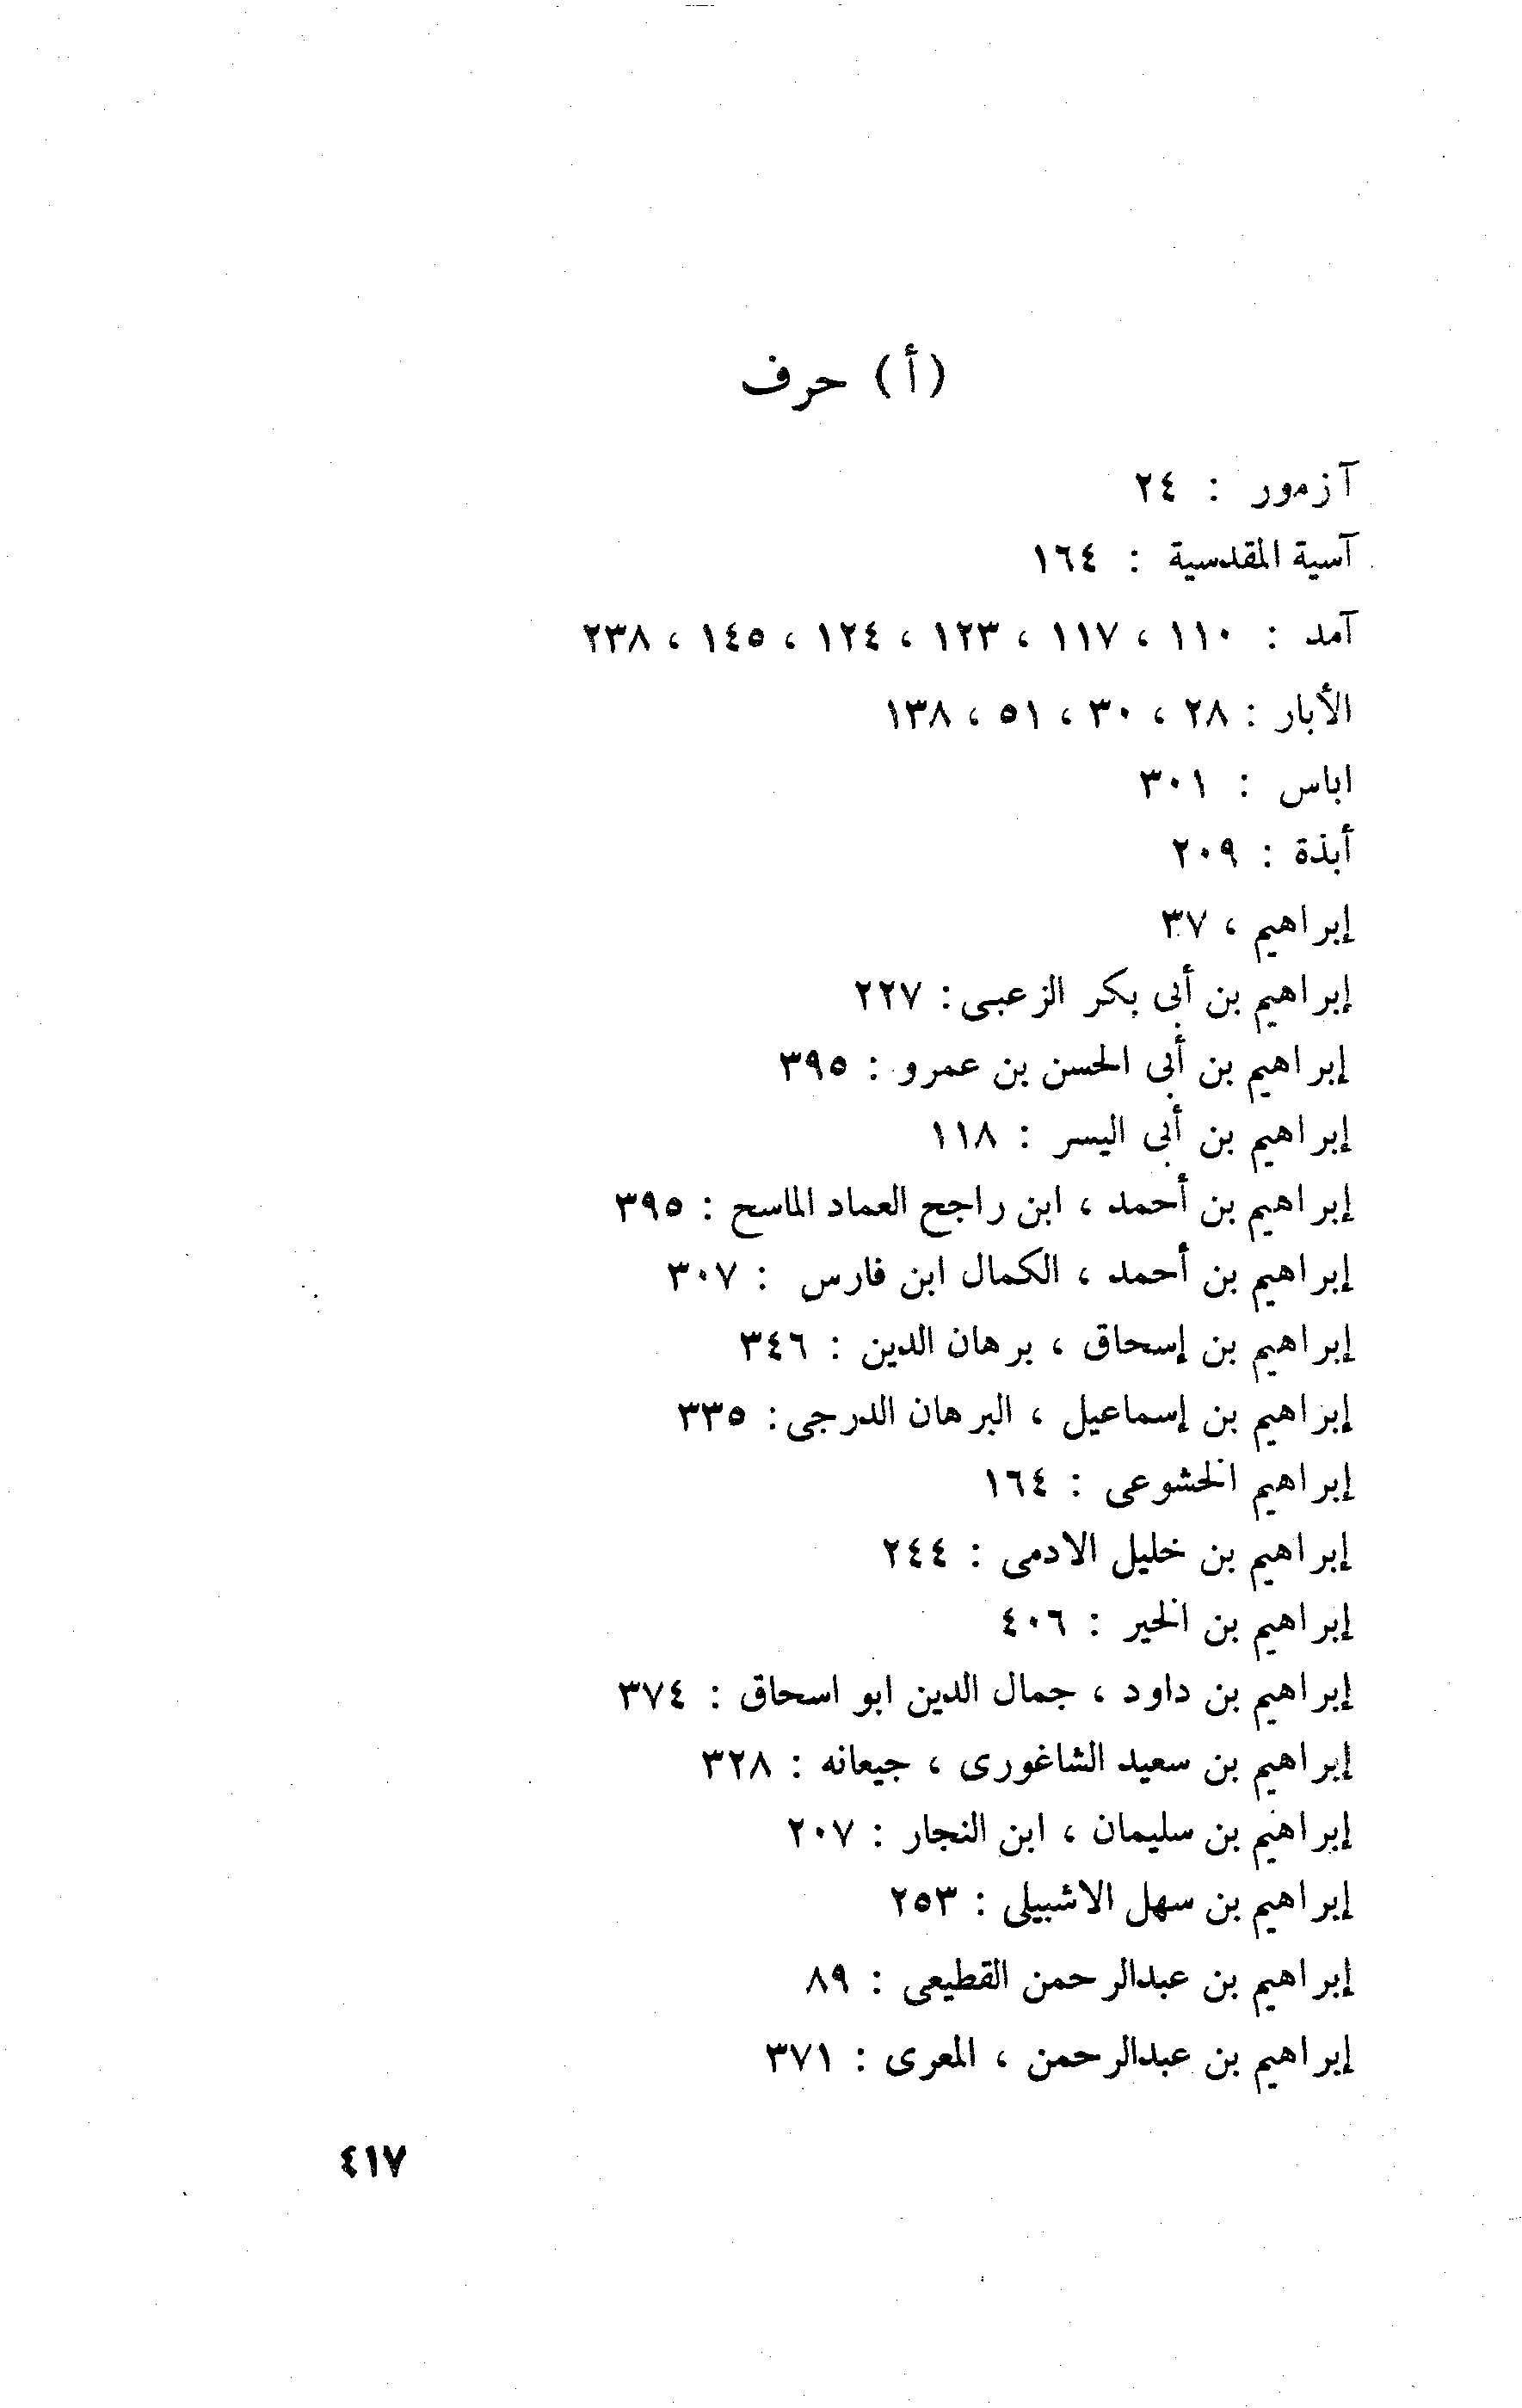 (أ) حرف
آزمور : ٢٤
آسية المقدسية : ١٦٤
آمد : ١١٠ ، ١١٧ ، ١٢٣ ، ١٢٤ ، ١٤٥ ، ٢٣٨
الأبار : ٢٨ ، ٣٠ ، ٥١ ، ١٣٨
اباس : ٣٠١
أبذة : ٢٠٩
إبراهيم ، ٣٧
إبراهيم بن أبى بكر الزعبى : ٢٢٧
إبراهيم بن أبى الحسن بن عمرو : ٣٩٥
إبراهيم بن أبى اليسر : ١١٨
إبراهيم بن أحمد ، ابن راجح العماد الماسح : ٣٩٥
إبراهيم بن أحمد ، الكمال ابن فارس : ٣٠٧
إبراهيم بن إسحاق ، برهان الدين : ٣٤٦
إبراهيم بن إسماعيل ، البرهان الدرجى : ٣٣٥
إبراهيم الخشوعى : ١٦٤
إبراهيم بن خليل الادمى : ٢٤٤
إبراهيم بن الخير : ٤٠٦
إبراهيم بن داود ، جمال الدين ابو اسحاق : ٣٧٤
إبراهيم بن سعيد الشاغورى ، جيعانه : ٣٢٨
إبراهيم بن سليمان ، ابن النجار : ٢٠٧
إبراهيم بن سهل الاشبيلى : ٢٥٣
إبراهيم بن عبدالرحمن القطيعى : ٨٩
إبراهيم بن عبدالرحمن ، المعرى : ٣٧١
٤١٧